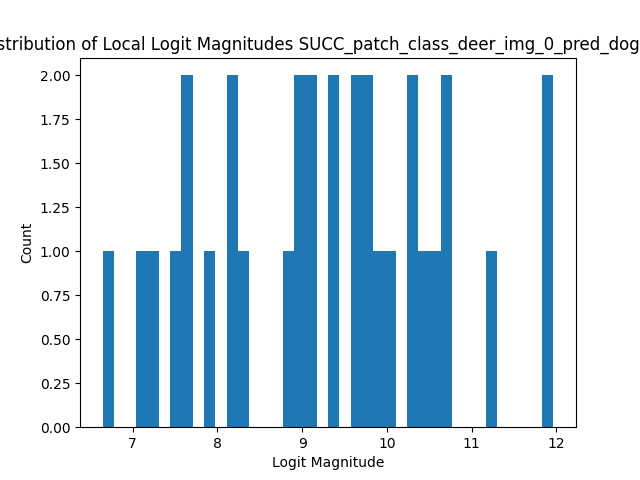 stribution of Local Logit Magnitudes SUCC_patch_class_deer_img_0_pred_dog
2.00
1.75
1.50
1.25
1.00
0.75
0.50
0.25
0.00
Count
7 8 9 10 11 12
Logit Magnitude